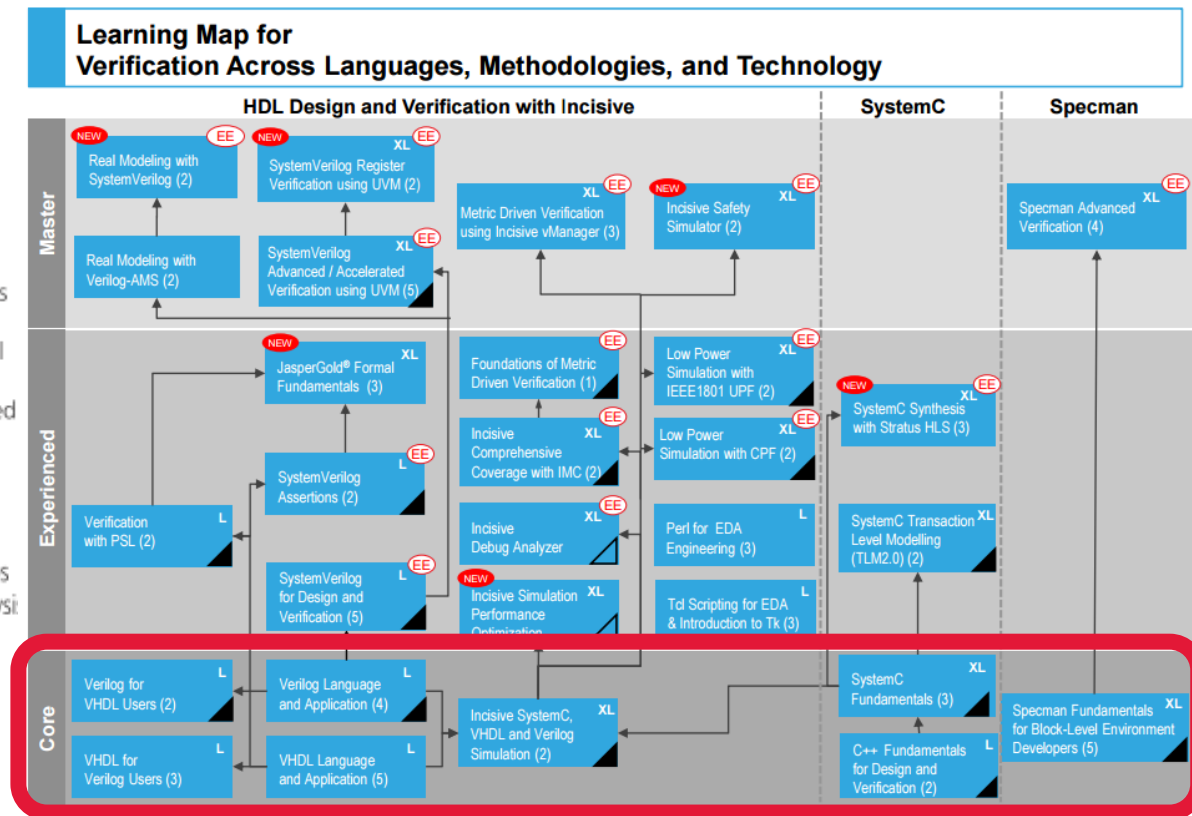 Learning Map for
Verification Across Languages, Methodologies, and Technology
HDL Design and Verification with Incisive
SystemC
Specman
Master
NEW
EE
Real Modeling with
SystemVerilog (2)
NEW
XL
EE
SystemVerilog Register
Verification using UVM (2)
XL
EE
Metric Driven Verification
using Incisive vManager (3)
NEW
XL
EE
Incisive Safety
Simulator (2)
XL
EE
Specman Advanced
Verification (4)
Real Modeling with
Verilog-AMS (2)
XL
EE
SystemVerilog
Advanced / Accelerated
Verification using UVM (5)
s
l
ed
s
Experienced
NEW
XL
JasperGold® Formal
Fundamentals (3)
EE
Foundations of Metric
Driven Verification (1)
XL
EE
Low Power
Simulation with
IEEE1801 UPF (2)
NEW
XL
EE
SystemC Synthesis
with Stratus HLS (3)
L
EE
SystemVerilog
Assertions (2)
XL
EE
Incisive
Comprehensive
Coverage with IMC (2)
XL
EE
Low Power
Simulation with CPF (2)
L
Verification
with PSL (2)
XL
EE
Incisive
Debug Analyzer
L
Perl for EDA
Engineering (3)
XL
SystemC Transaction
Level Modelling
(TLM2.0) (2)
L
EE
SystemVerilog
for Design and
Verification (5)
NEW
XL
Incisive Simulation
Performance
Optimization
L
Tcl Scripting for EDA
& Introduction to Tk (3)
Core
L
Verilog for
VHDL Users (2)
L
Verilog Language
and Application (4)
XL
Incisive SystemC,
VHDL and Verilog
Simulation (2)
XL
SystemC
Fundamentals (3)
XL
Specman Fundamentals
for Block-Level Environment
Developers (5)
L
VHDL for
Verilog Users (3)
L
VHDL Language
and Application (5)
L
C++ Fundamentals
for Design and
Verification (2)